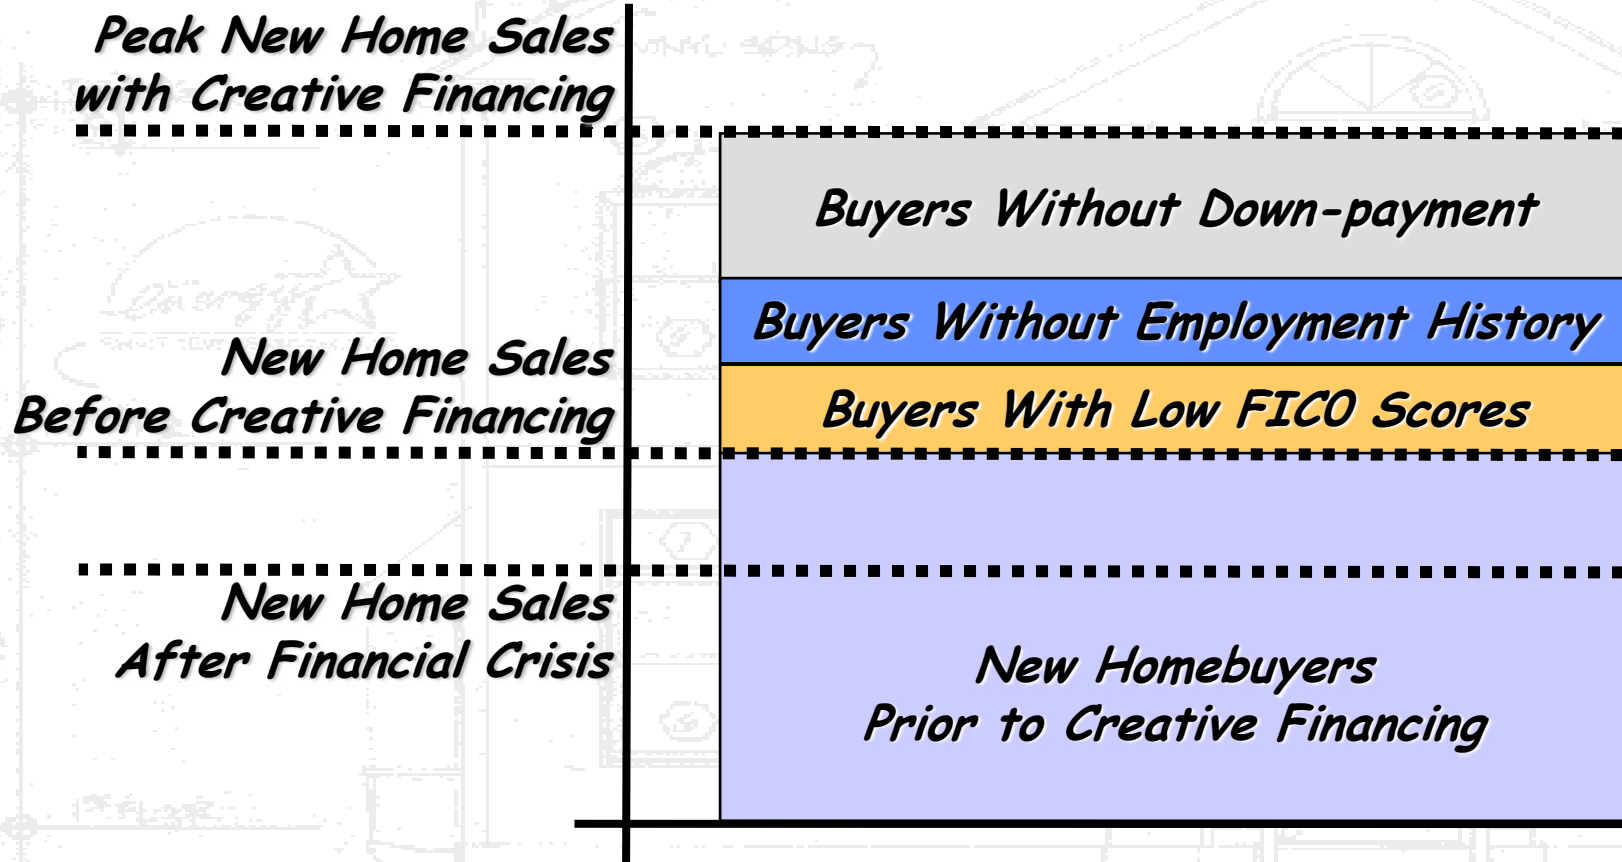 Peak New Home Sales
with Creative Financing
Buyers Without Down-payment
Buyers Without Employment History
New Home Sales
Before Creative Financing
Buyers With Low FICO Scores
New Home Sales
After Financial Crisis
New Homebuyers
Prior to Creative Financing